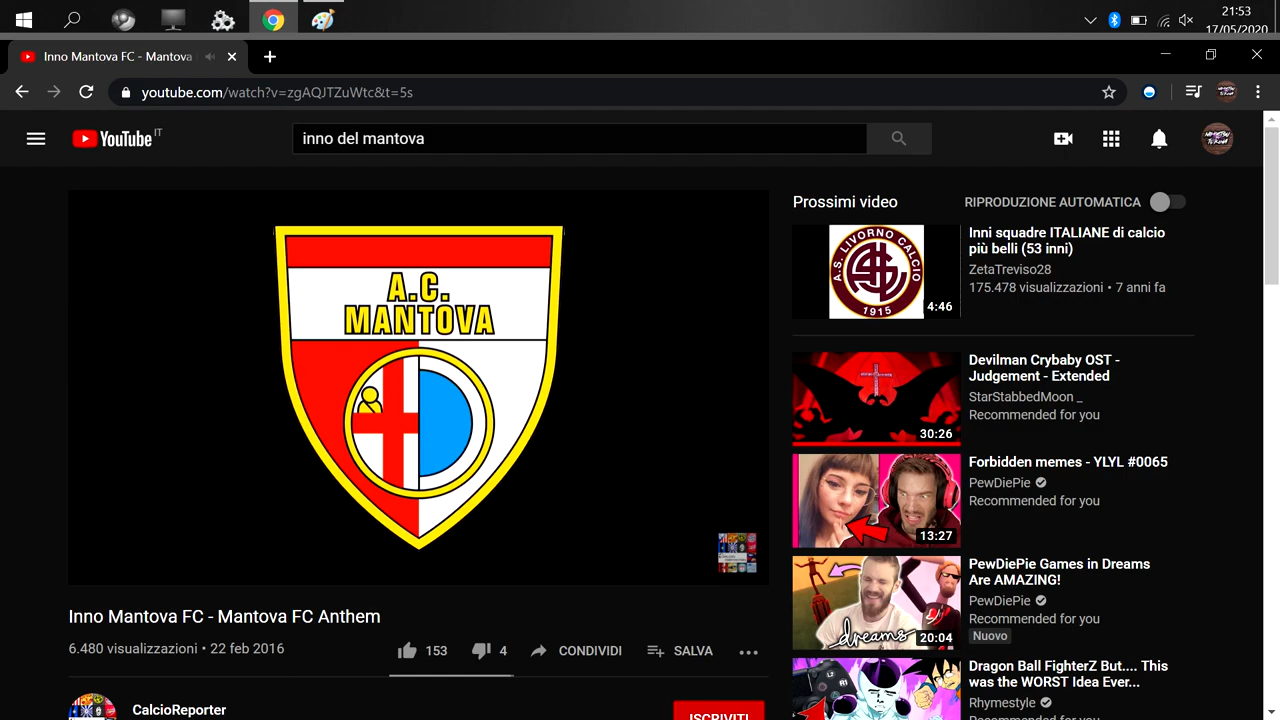 21:53
17/05/2020
Inno Mantova FC - Mantova
youtube.com/watch?v=zgAQJTZuWtc&t=5s
YouTube IT
inno del mantova
A.C.
MANTOVA
Inno Mantova FC - Mantova FC Anthem
6.480 visualizzazioni • 22 feb 2016
153
4
CONDIVIDI
SALVA
CalcioReporter
ISCRIVITI
Prossimi video
RIPRODUZIONE AUTOMATICA
A.S. LIVORNO CALCIO
1915
4:46
Inni squadre ITALIANE di calcio
più belli (53 inni)
ZetaTreviso28
175.478 visualizzazioni • 7 anni fa
30:26
Devilman Crybaby OST -
Judgement - Extended
StarStabbedMoon _
Recommended for you
13:27
Forbidden memes - YLYL #0065
PewDiePie
Recommended for you
dreams
20:04
PewDiePie Games in Dreams
Are AMAZING!
PewDiePie
Recommended for you
Nuovo
L2
R1
Dragon Ball FighterZ But.... This
was the WORST Idea Ever...
Rhymestyle
Recommended for you